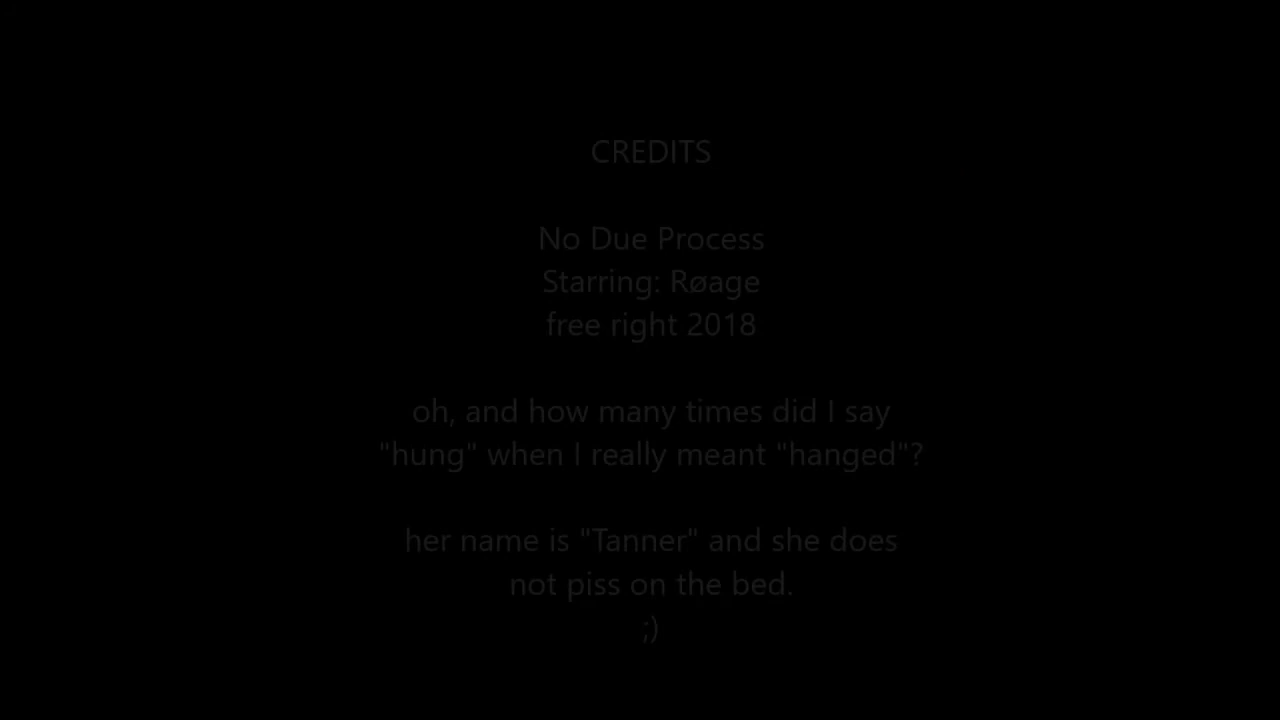 CREDITS
No Due Process
Starring: Røage
free right 2018
oh, and how many times did I say
"hung" when I really meant "hanged"?
her name is "Tanner" and she does
not piss on the bed.
;)